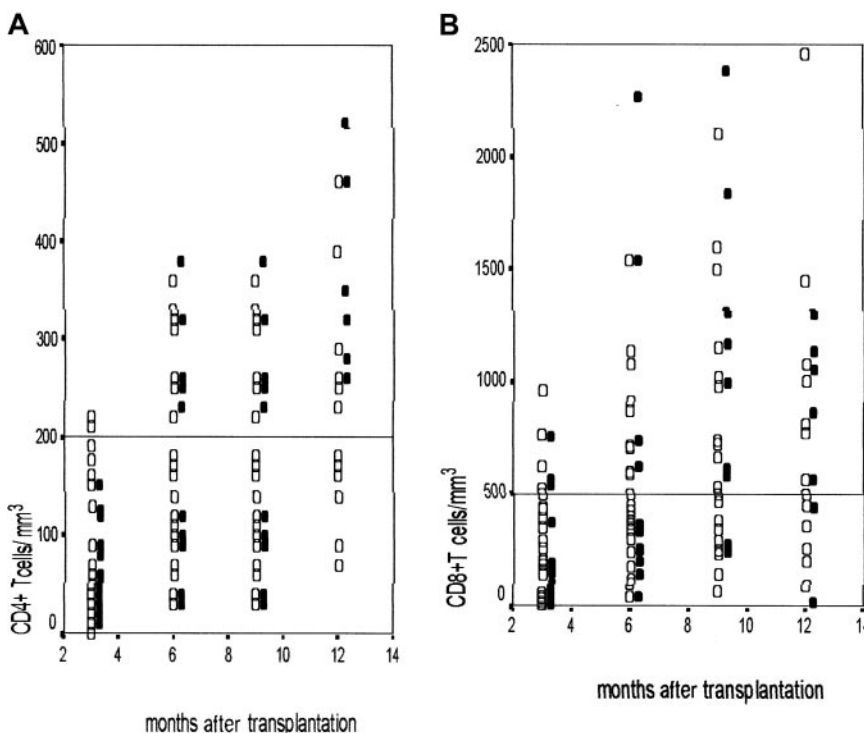 A
600
500
400
300
200
100
0
CD4+ Tcells/mm³
2 4 6 8 10 12 14
months after transplantation
B
2500
2000
1500
1000
500
0
CD8+T cells/mm³
2 4 6 8 10 12 14
months after transplantation